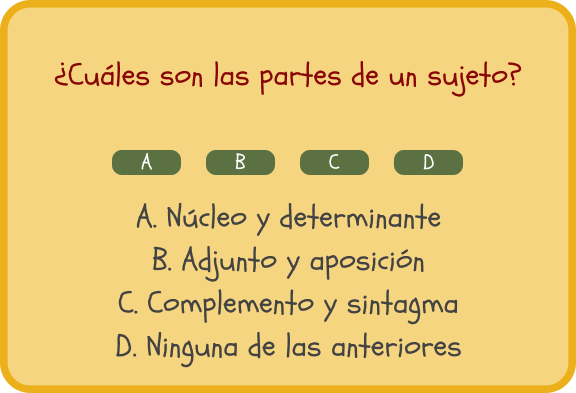 ¿Cuáles son las partes de un sujeto?
A B C D
A. Núcleo y determinante
B. Adjunto y aposición
C. Complemento y sintagma
D. Ninguna de las anteriores